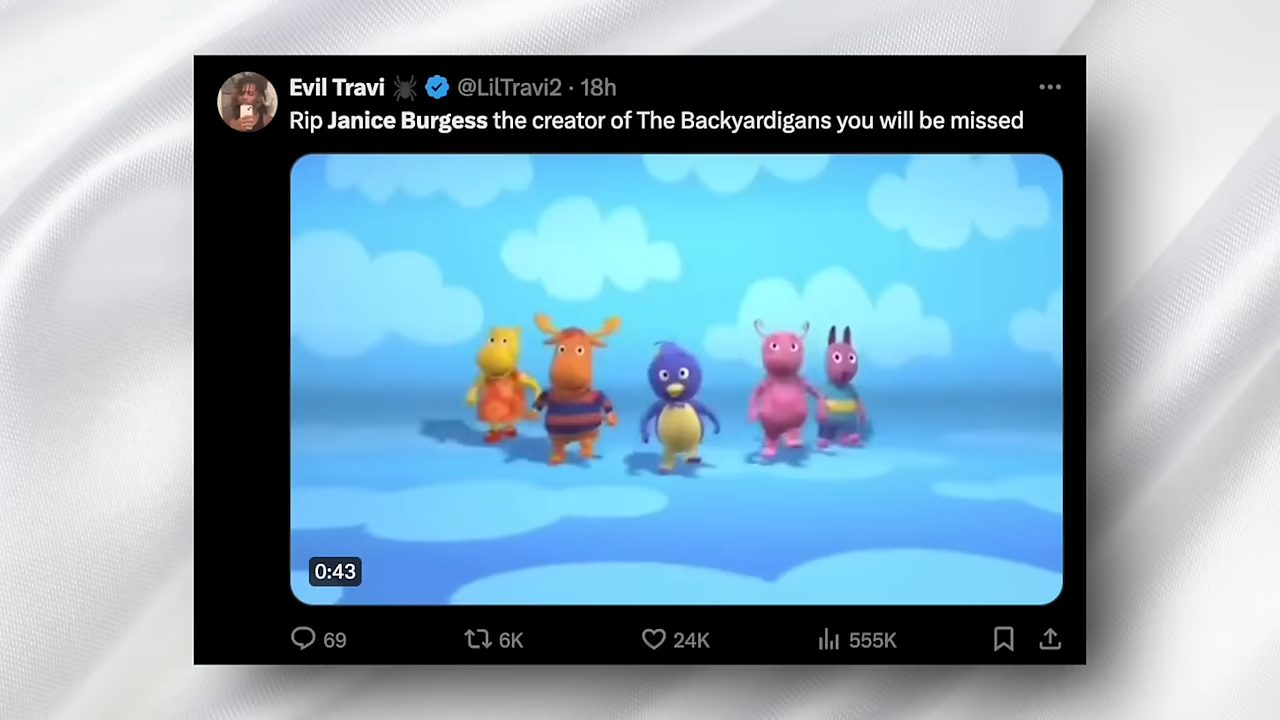 Evil Travi 🕷️ @LilTravi2 · 18h
Rip Janice Burgess the creator of The Backyardigans you will be missed
0:43
69 6K 24K 555K